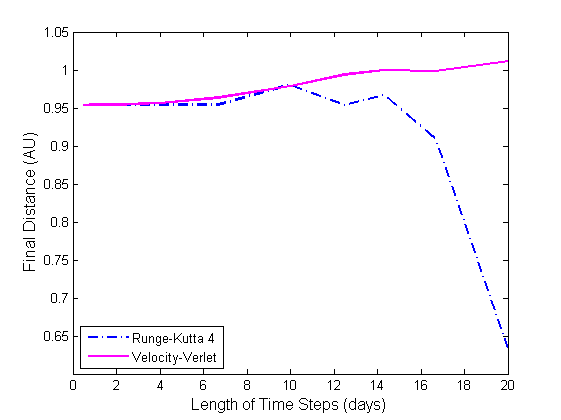 1.05
1
0.95
0.9
0.85
0.8
0.75
0.7
0.65
Final Distance (AU)
Runge-Kutta 4
Velocity-Verlet
0 2 4 6 8 10 12 14 16 18 20
Length of Time Steps (days)